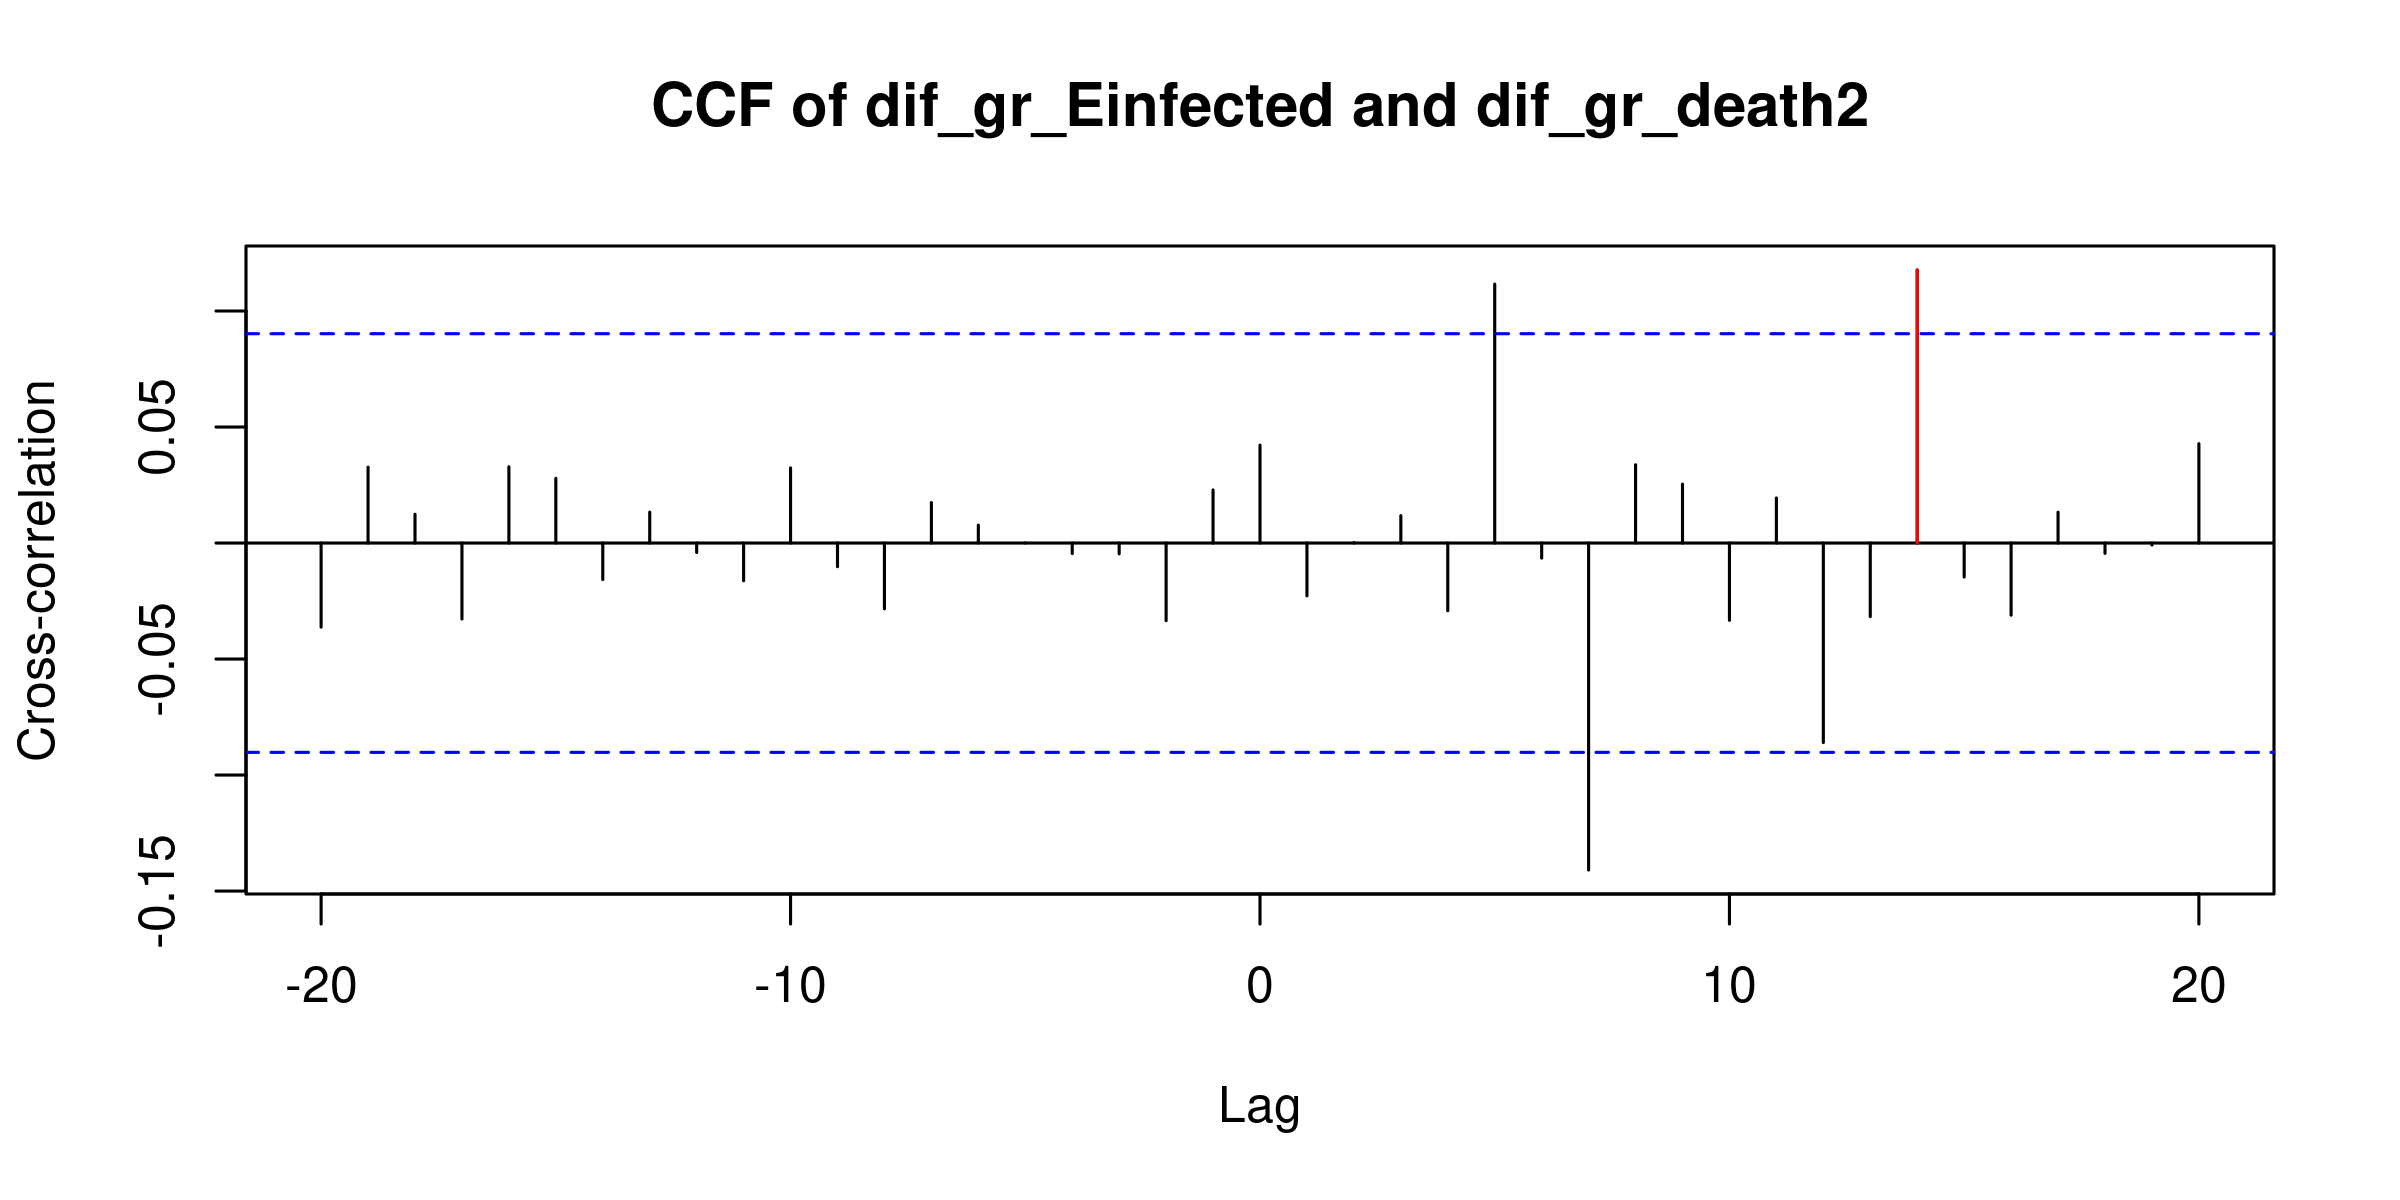 CCF of dif_gr_Einfected and dif_gr_death2
Cross-correlation
0.05
-0.05
-0.15
-20 -10 0 10 20
Lag